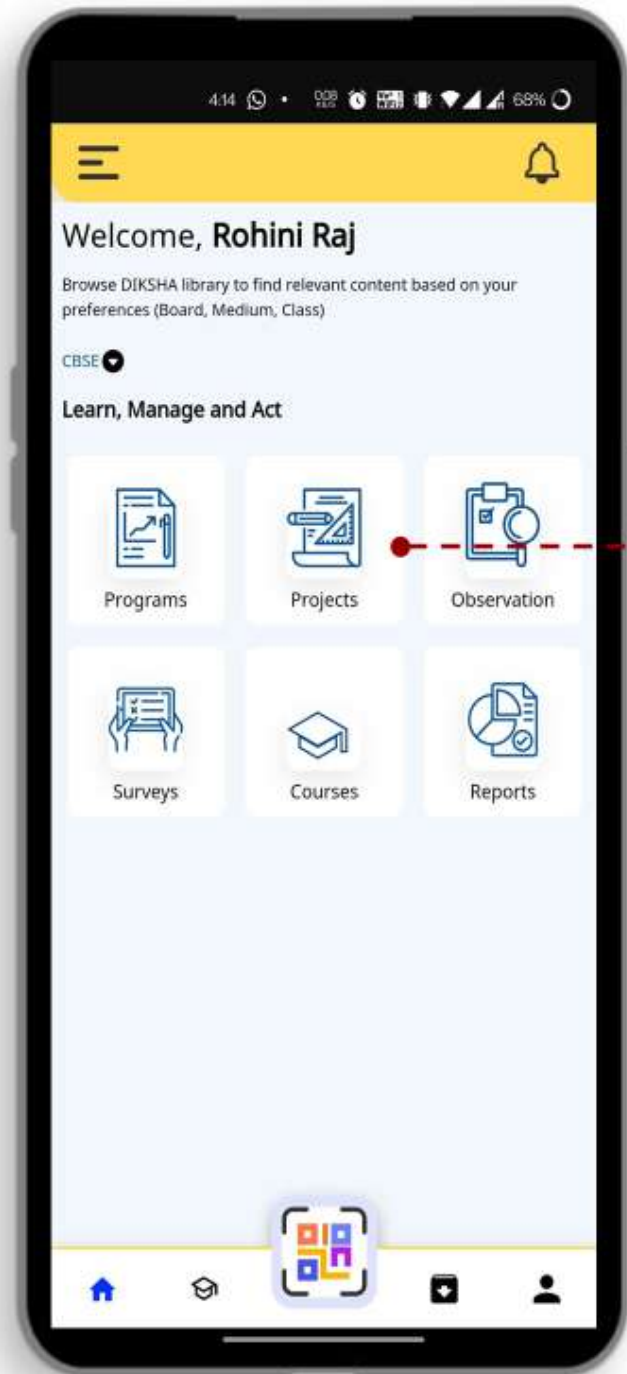 4:14 68%
Welcome, Rohini Raj
Browse DIKSHA library to find relevant content based on your
preferences (Board, Medium, Class)
CBSE
Learn, Manage and Act
Programs Projects Observation
Surveys Courses Reports